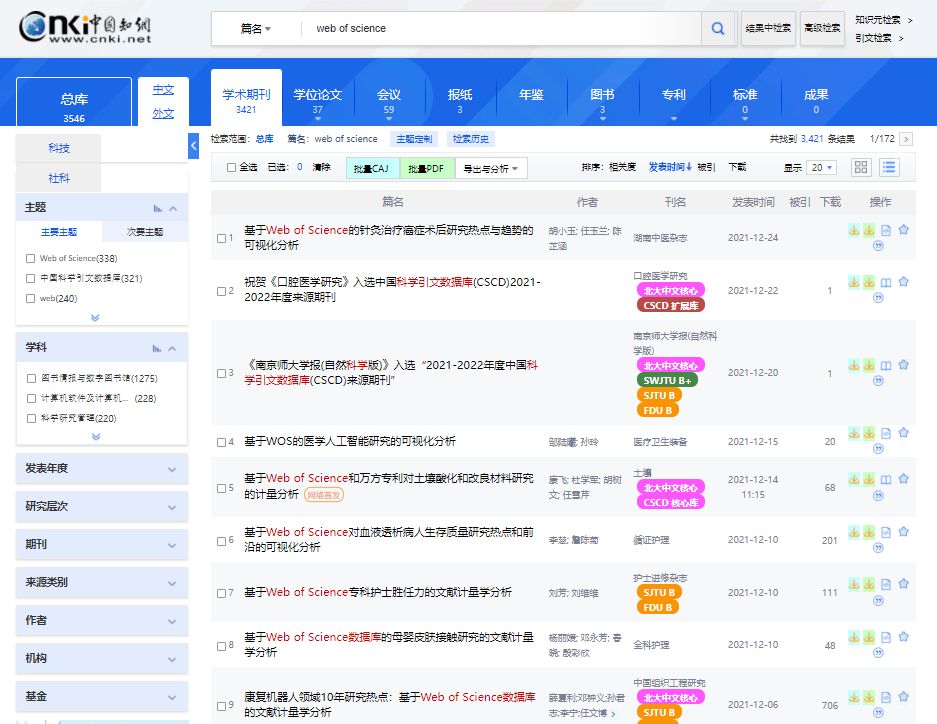 cnki中国知网
www.cnki.net
篇名 web of science 结果中检索 高级检索 知识元检索 >
引文检索 >
总库
3546
中文
外文
学术期刊
3421
学位论文
37
会议
59
报纸
3
年鉴
图书
3
专利
标准
0
成果
0
科技
社科
检索范围：总库 篇名：web of science 主题定制 检索历史 共找到 3,421 条结果 1/172 >
全选 已选：0 清除 批量CAJ 批量PDF 导出与分析 排序：相关度 发表时间↓ 被引 下载 显示 20
主题
主要主题 次要主题
Web of Science(338)
中国科学引文数据库(321)
web(240)
学科
图书情报与数字图书馆(1275)
计算机软件及计算机... (228)
科学研究管理(220)
发表年度
研究层次
期刊
来源类别
作者
机构
基金
篇名 作者 刊名 发表时间 被引 下载 操作
1 基于Web of Science的针灸治疗癌症术后研究热点与趋势的
可视化分析
胡小玉; 任玉兰; 陈
芷涵
湖南中医杂志 2021-12-24
2 祝贺《口腔医学研究》入选中国科学引文数据库(CSCD)2021-
2022年度来源期刊
口腔医学研究
北大中文核心
CSCD 扩展库
2021-12-22 1
3 《南京师大学报(自然科学版)》入选“2021-2022年度中国科
学引文数据库(CSCD)来源期刊”
南京师大学报(自然科
学版)
北大中文核心
SWJTU B+
SJTU B
FDU B
2021-12-20 1
4 基于WOS的医学人工智能研究的可视化分析 邹陆曦; 孙玲 医疗卫生装备 2021-12-15 20
5 基于Web of Science和万方专利对土壤酸化和改良材料研究
的计量分析 网络首发
康飞; 杜学军; 胡树
文; 任雪芹
土壤
北大中文核心
CSCD 核心库
2021-12-14
11:15
68
6 基于Web of Science对血液透析病人生存质量研究热点和前
沿的可视化分析
李慧; 詹陈菊 循证护理 2021-12-10 201
7 基于Web of Science专科护士胜任力的文献计量学分析 刘芳; 刘维维
护士进修杂志
SJTU B
FDU B
2021-12-10 111
8 基于Web of Science数据库的母婴皮肤接触研究的文献计量
学分析
杨丽媛; 邓永芳; 春
晓; 殷彩欣
全科护理 2021-12-10 48
9 康复机器人领域10年研究热点：基于Web of Science数据库
的文献计量学分析
薛夏利;邓钟义;孙君
志;李宁;任文博 >
中国组织工程研究
北大中文核心
SJTU B
2021-12-06 706